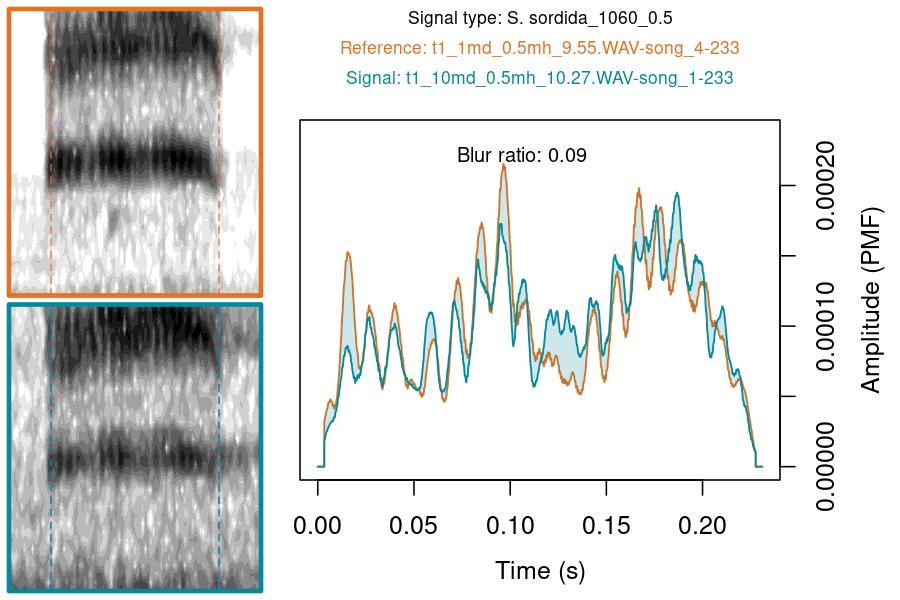 Signal type: S. sordida_1060_0.5
Reference: t1_1md_0.5mh_9.55.WAV-song_4-233
Signal: t1_10md_0.5mh_10.27.WAV-song_1-233
Blur ratio: 0.09
0.00020
0.00010
0.00000
Amplitude (PMF)
0.00 0.05 0.10 0.15 0.20
Time (s)